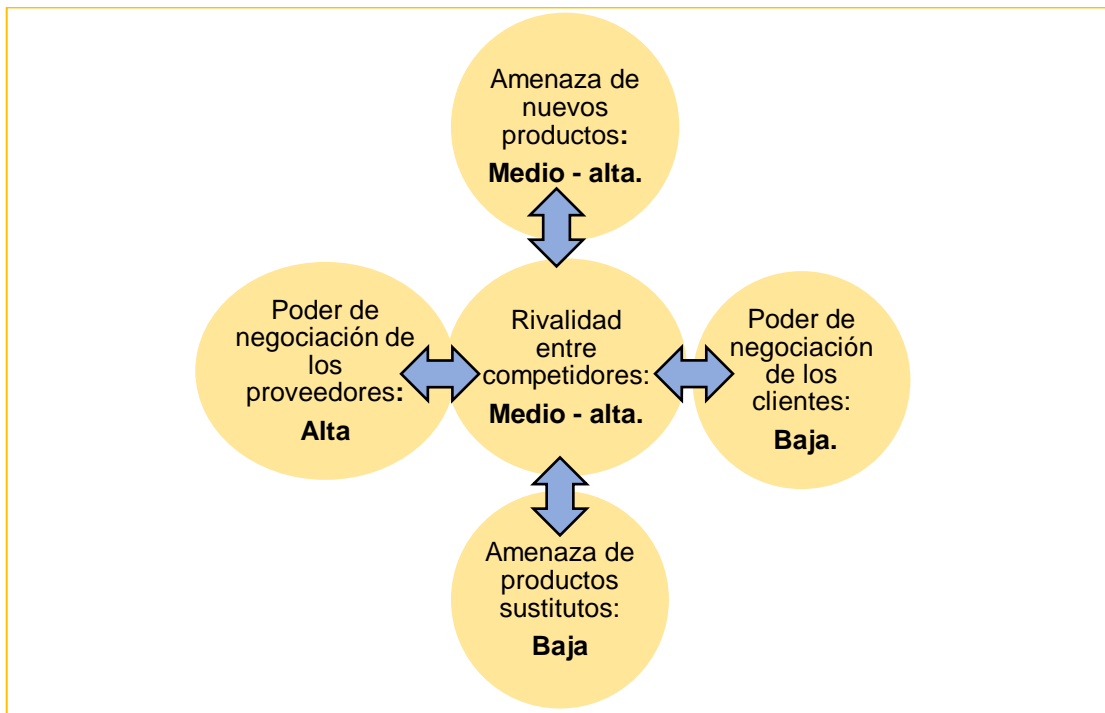 Amenaza de
nuevos
productos:
Medio - alta.
Poder de
negociación de
los
proveedores:
Alta
Rivalidad
entre
competidores:
Medio - alta.
Poder de
negociación
de los
clientes:
Baja.
Amenaza de
productos
sustitutos:
Baja